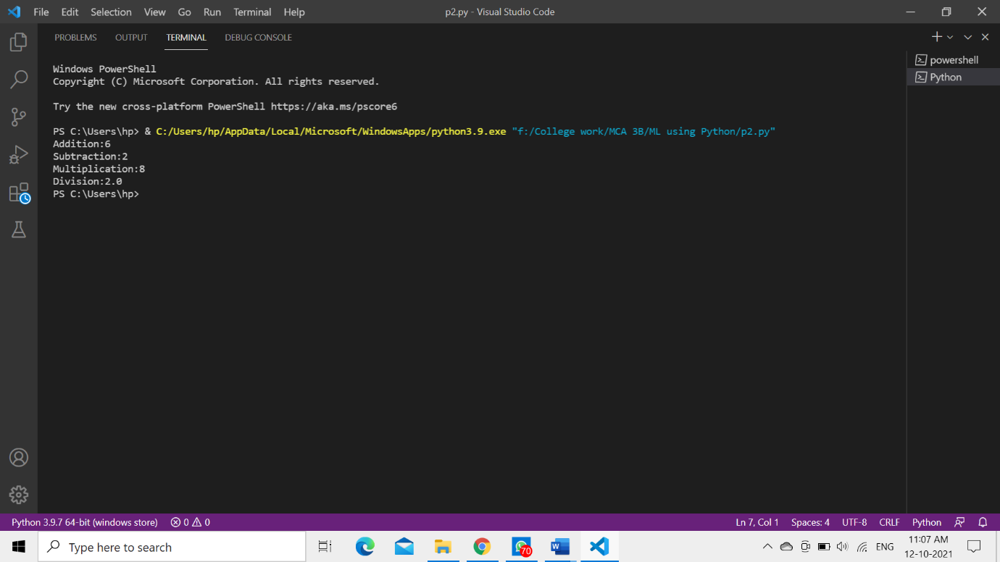 File Edit Selection View Go Run Terminal Help p2.py - Visual Studio Code
PROBLEMS OUTPUT TERMINAL DEBUG CONSOLE
powershell
Python
Windows PowerShell
Copyright (C) Microsoft Corporation. All rights reserved.
Try the new cross-platform PowerShell https://aka.ms/pscore6
PS C:\Users\hp> & C:/Users/hp/AppData/Local/Microsoft/WindowsApps/python3.9.exe "f:/College work/MCA 3B/ML using Python/p2.py"
Addition:6
Subtraction:2
Multiplication:8
Division:2.0
PS C:\Users\hp>
Python 3.9.7 64-bit (windows store) 0 0 Ln 7, Col 1 Spaces: 4 UTF-8 CRLF Python
Type here to search 70 W ENG 11:07 AM
12-10-2021